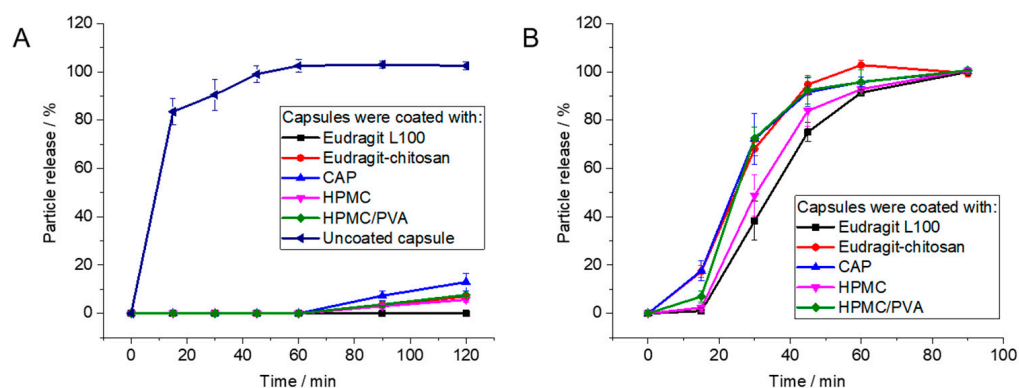 A
Particle release / %
120
100
80
60
40
20
0
Capsules were coated with:
Eudragit L100
Eudragit-chitosan
CAP
HPMC
HPMC/PVA
Uncoated capsule
0 20 40 60 80 100 120
Time / min
B
Particle release / %
120
100
80
60
40
20
0
Capsules were coated with:
Eudragit L100
Eudragit-chitosan
CAP
HPMC
HPMC/PVA
0 20 40 60 80 100
Time / min